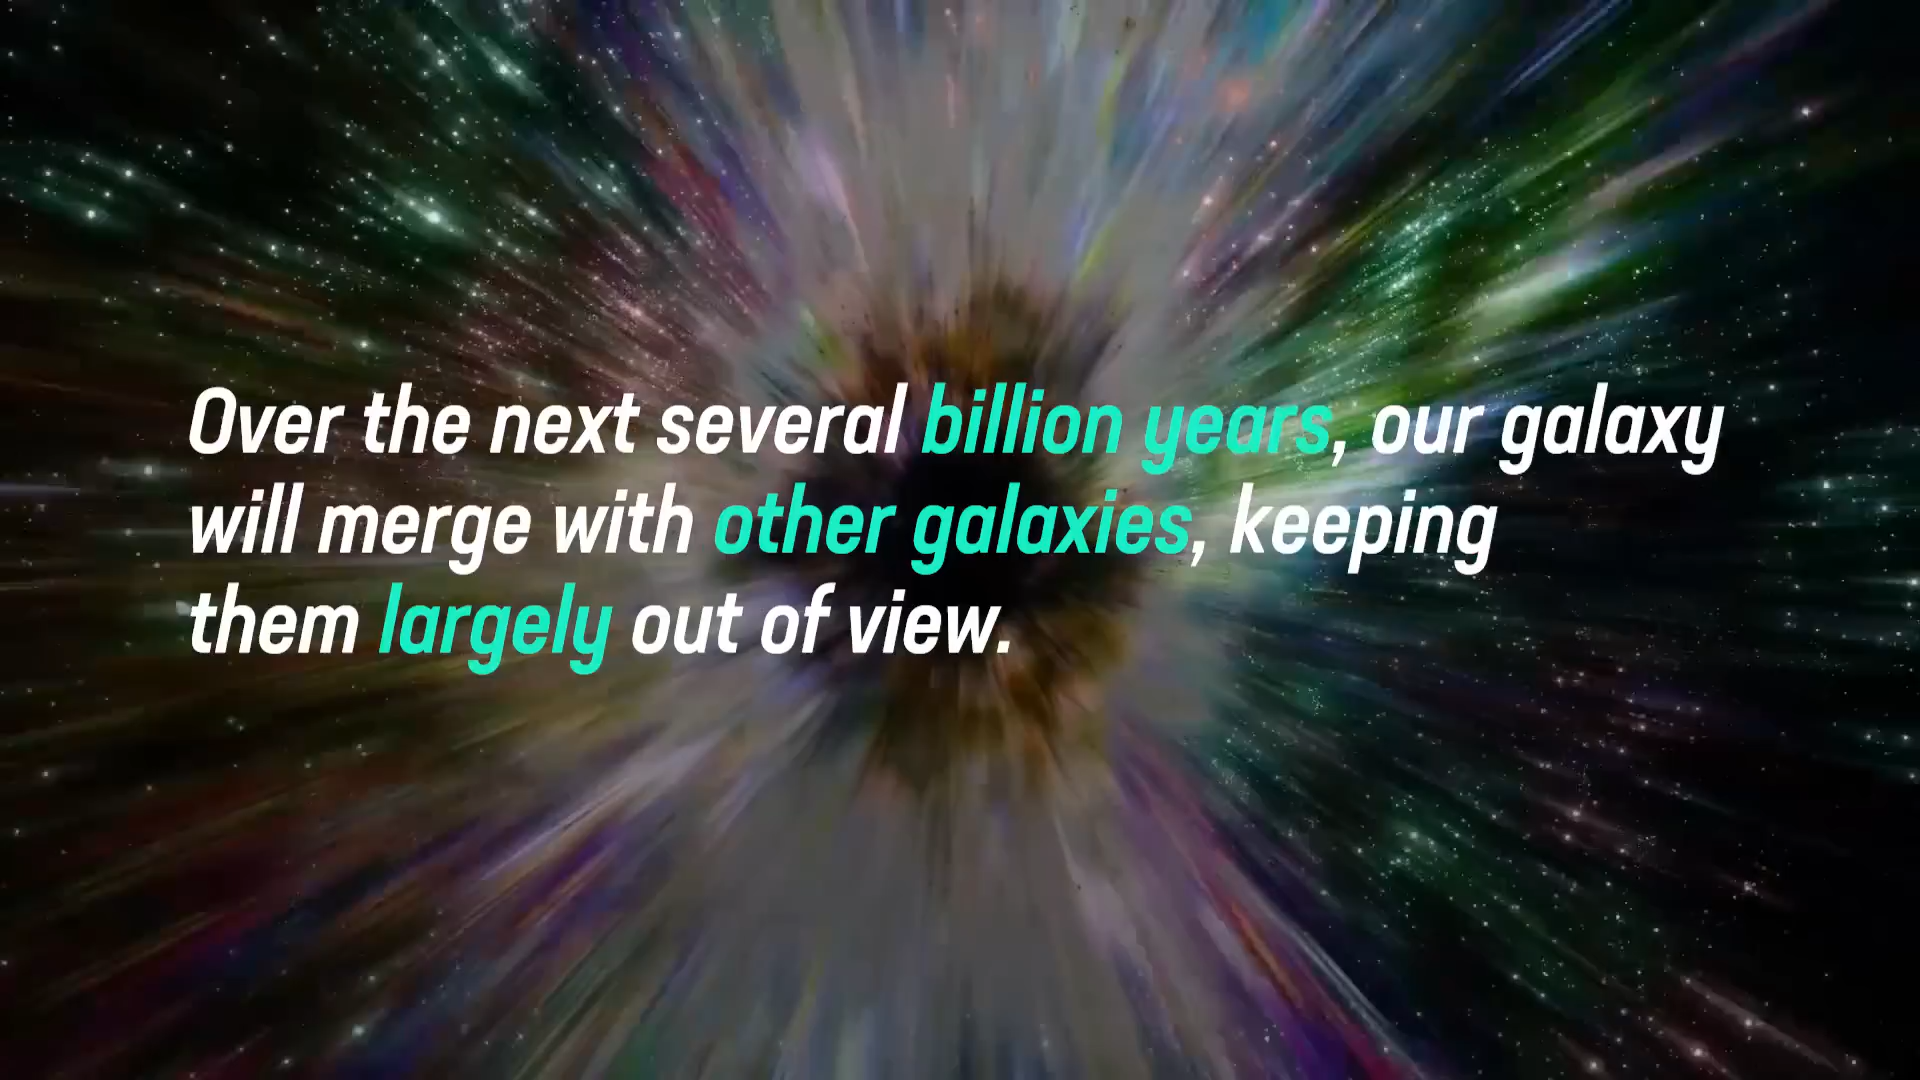 Over the next several billion years, our galaxy
will merge with other galaxies, keeping
them largely out of view.